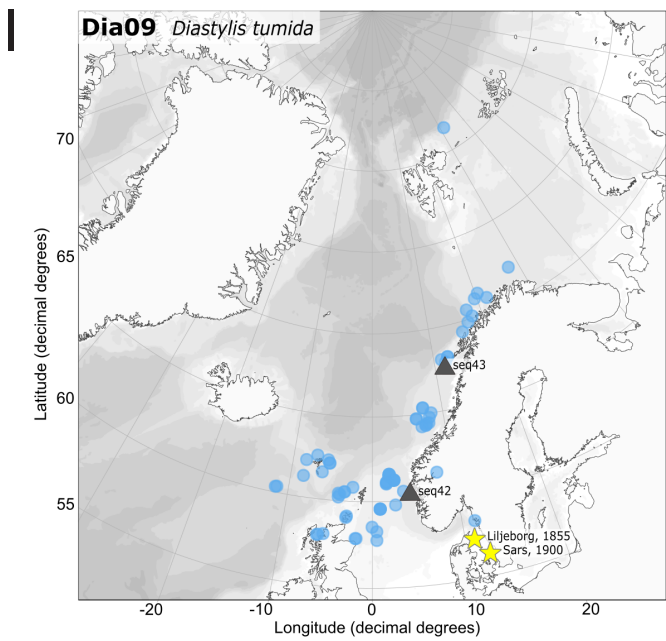 Dia09 Diastylis tumida
70
65
60
55
Latitude (decimal degrees)
seq43
seq42
Liljeborg, 1855
Sars, 1900
-20 -10 0 10 20
Longitude (decimal degrees)